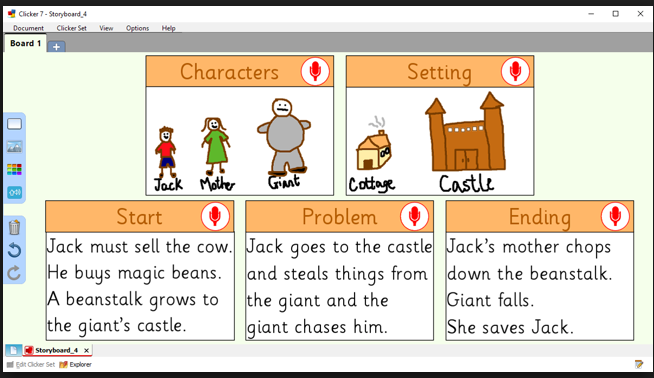 Clicker 7 - Storyboard_4
Document Clicker Set View Options Help
Board 1
Characters
Setting
Jack Mother Giant
Cottage Castle
Start
Jack must sell the cow.
He buys magic beans.
A beanstalk grows to
the giant's castle.
Problem
Jack goes to the castle
and steals things from
the giant and the
giant chases him.
Ending
Jack's mother chops
down the beanstalk.
Giant falls.
She saves Jack.
Storyboard_4
Edit Clicker Set Explorer